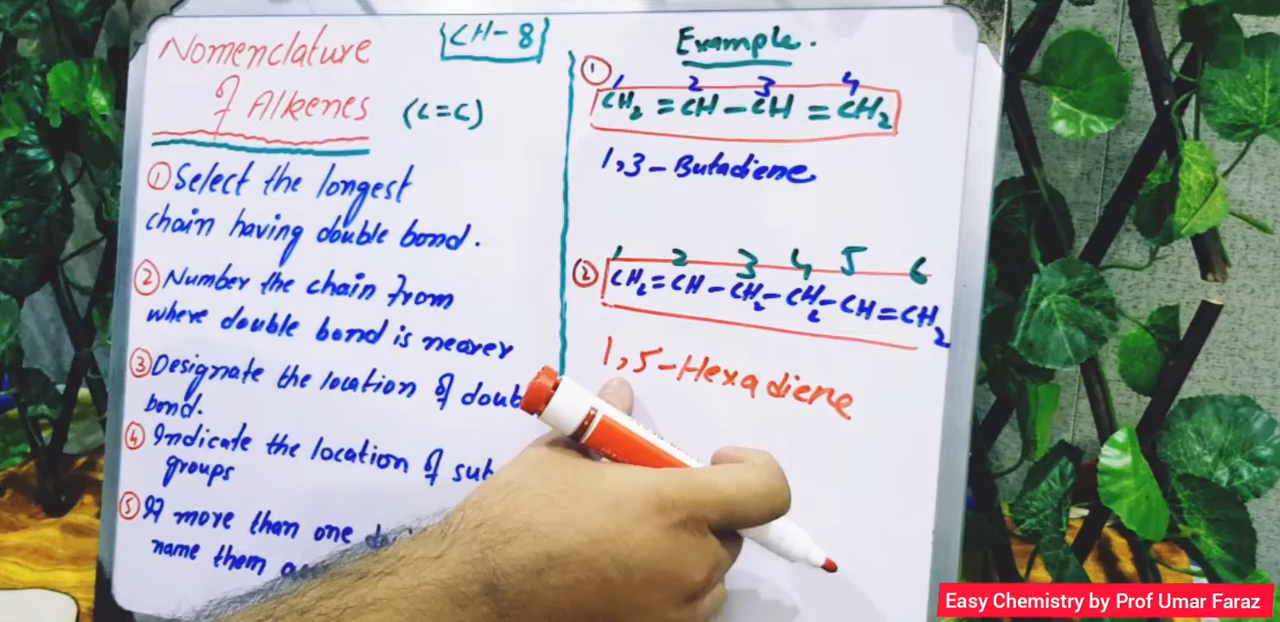 Nomenclature
of Alkenes (C=C)
[CH-8]
① Select the longest
chain having double bond.
② Number the chain from
where double bond is nearer
③ Designate the location of doub
bond.
④ Indicate the location of sub
groups
⑤ If more than one
name them
Example.
①
1 2 3 4
CH₂=CH-CH=CH₂
1,3-Butadiene
1 2 3 4 5 6
② CH₂=CH-CH₂-CH₂-CH=CH₂
1,5-Hexadiene
Easy Chemistry by Prof Umar Faraz